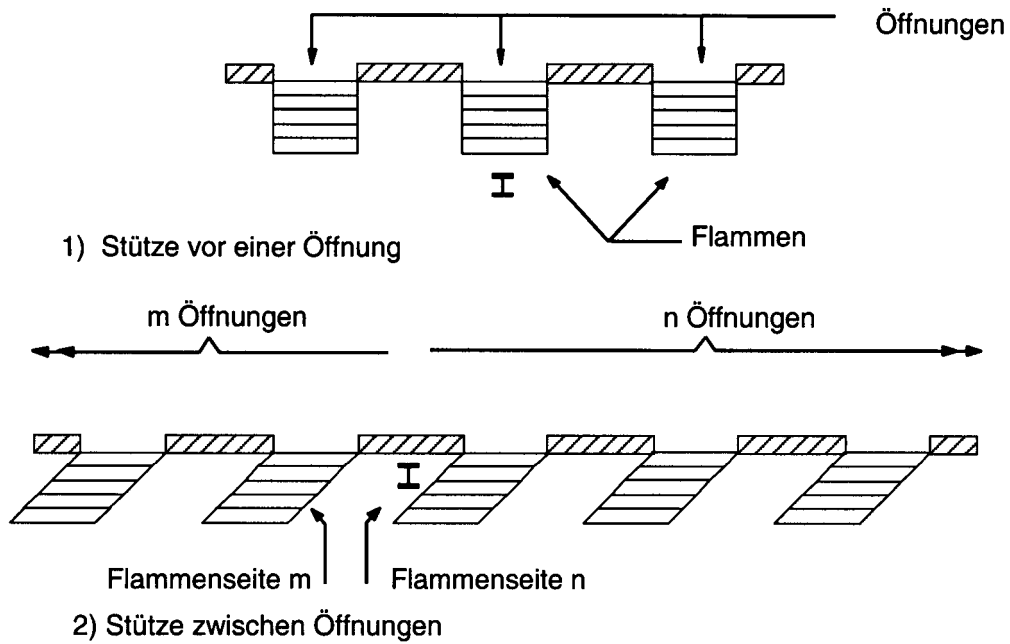 Öffnungen
Flammen
1) Stütze vor einer Öffnung
m Öffnungen
n Öffnungen
Flammenseite m
Flammenseite n
2) Stütze zwischen Öffnungen